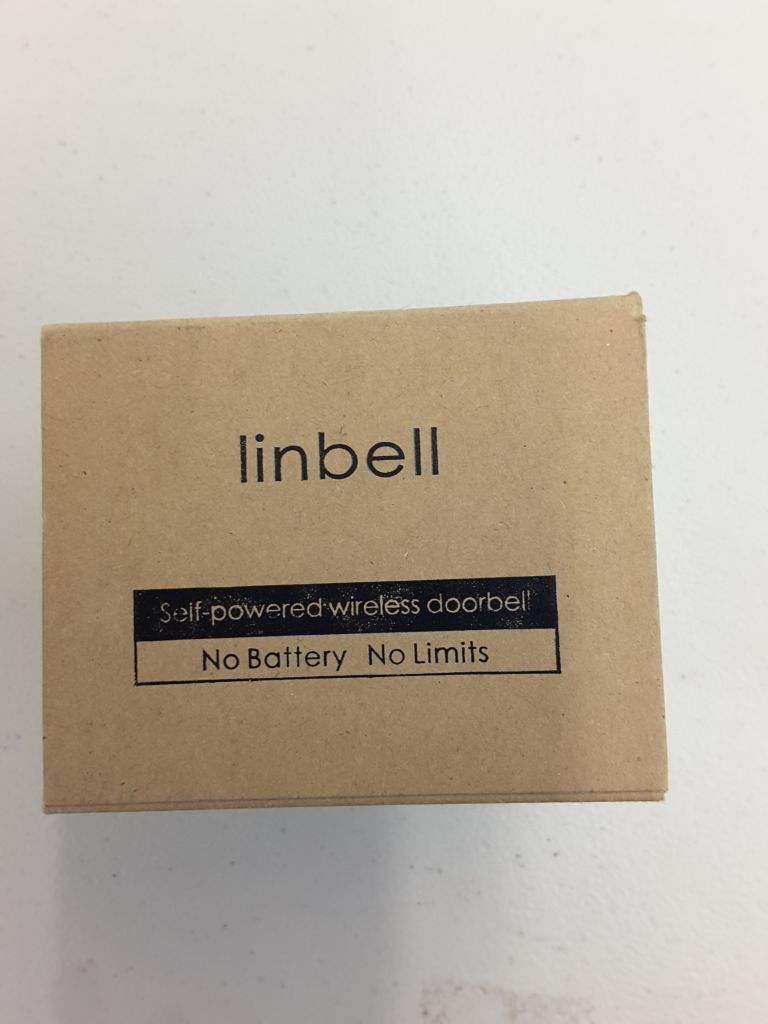 linbell
Self-powered wireless doorbell
No Battery No Limits